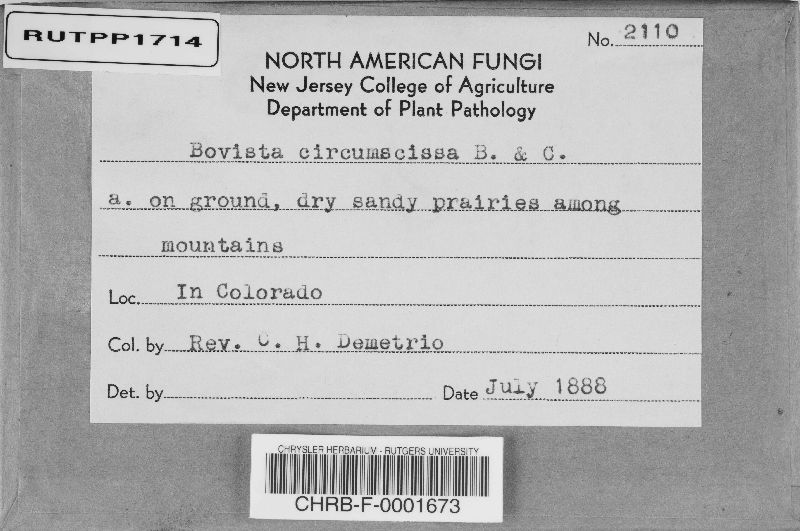 RUTPP1714
No. 2110
NORTH AMERICAN FUNGI
New Jersey College of Agriculture
Department of Plant Pathology
Bovista circumscissa B. & C.
a. on ground, dry sandy prairies among
mountains
Loc. In Colorado
Col. by Rev. C. H. Demetrio
Det. by
Date July 1888
CHRYSLER HERBARIUM - RUTGERS UNIVERSITY
CHRB-F-0001673